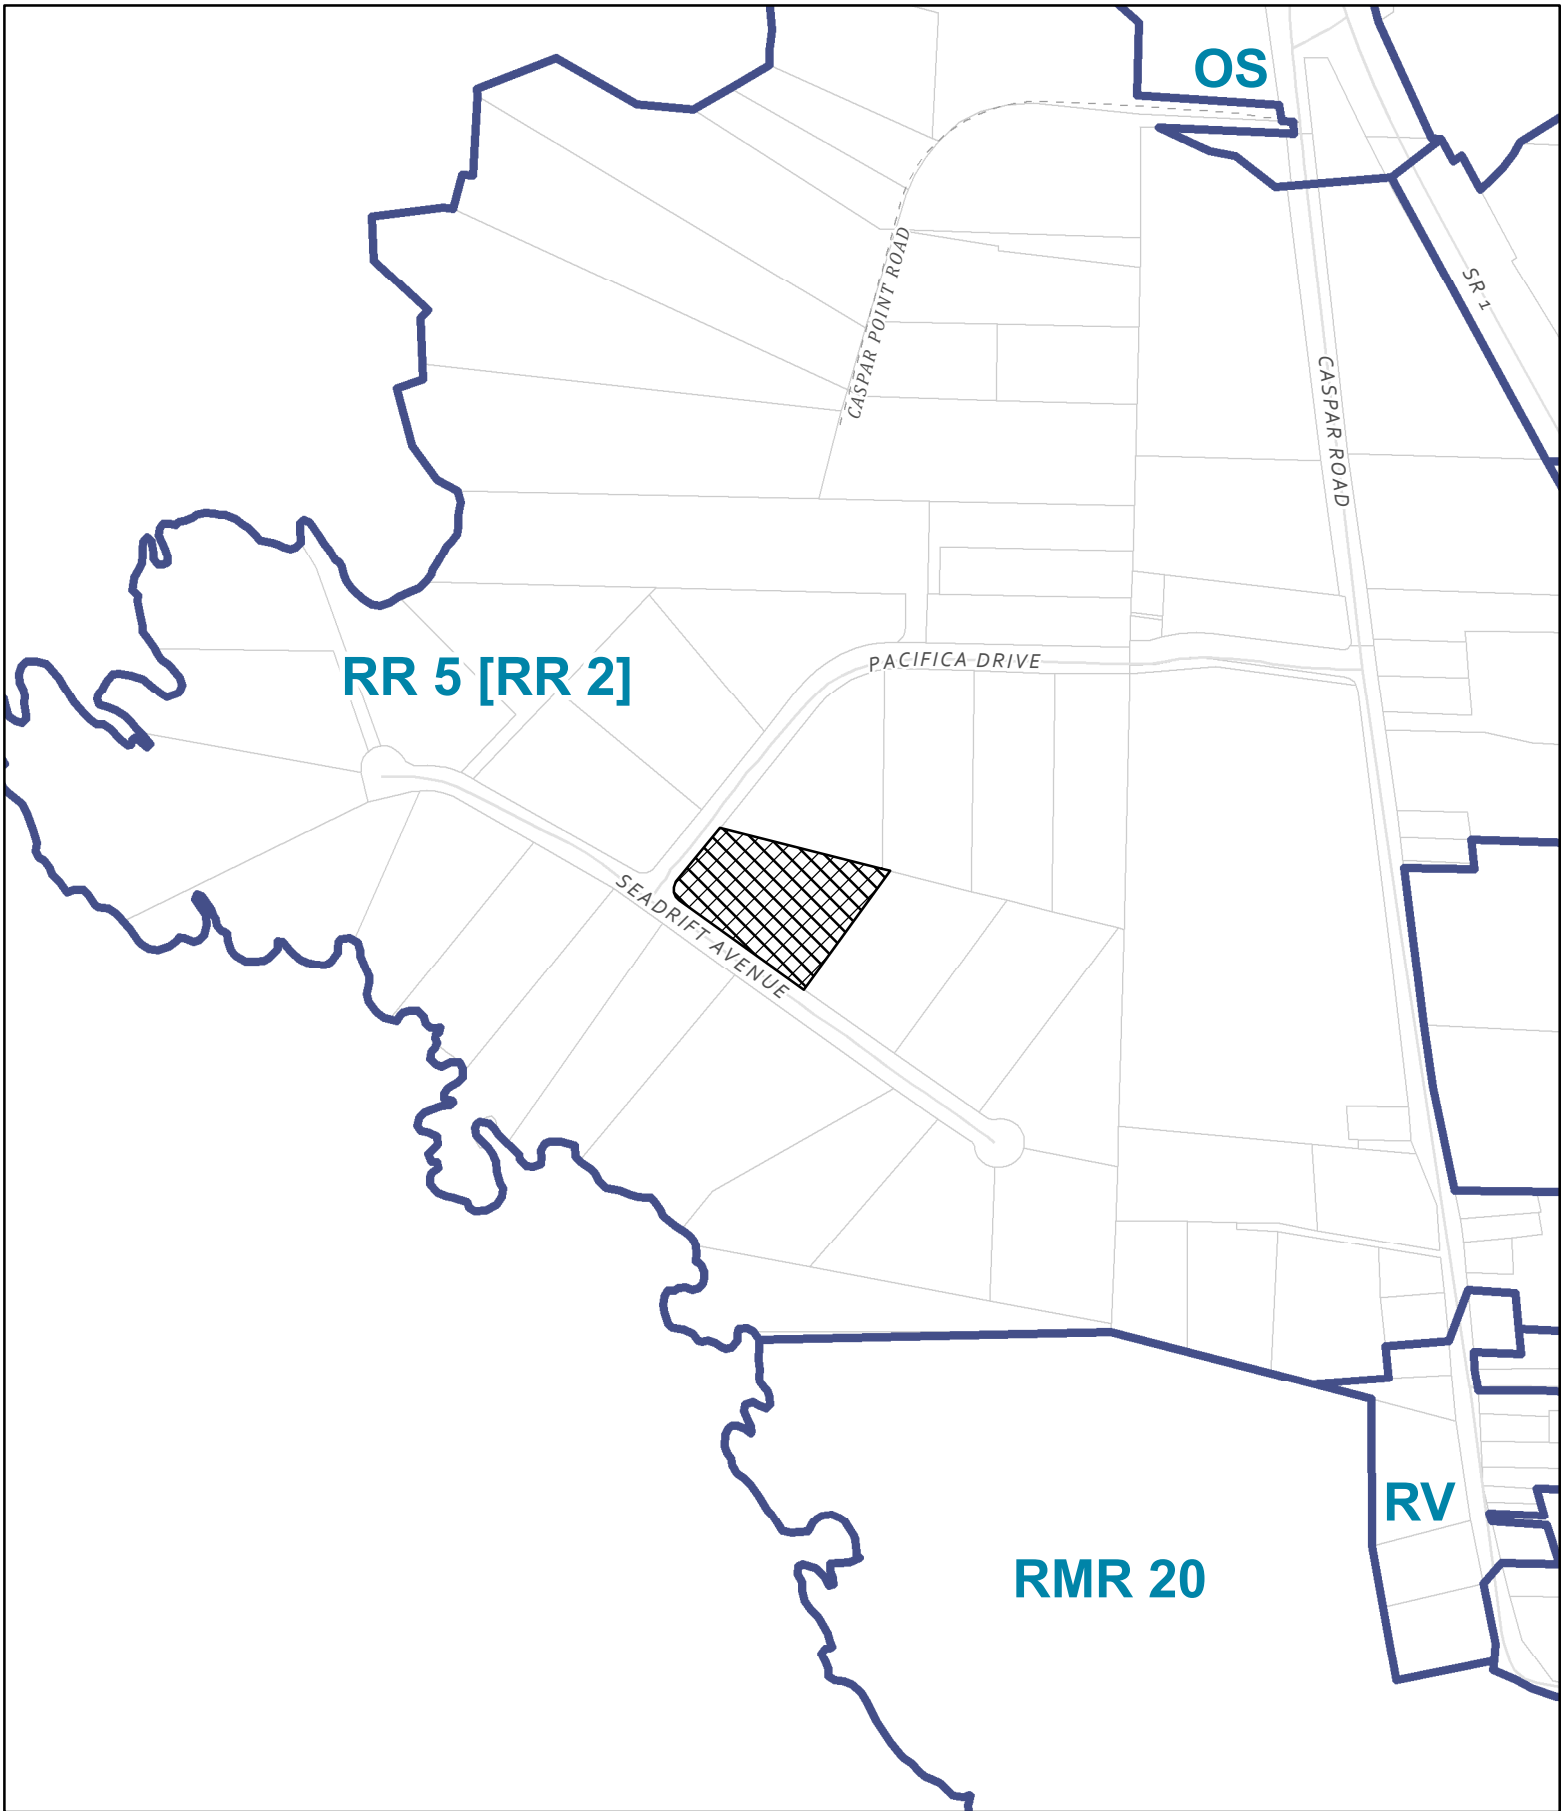 OS
CASPAR POINT ROAD
SR 1
CASPAR ROAD
RR 5 [RR 2]
PACIFICA DRIVE
SEADRIFT AVENUE
RV
RMR 20